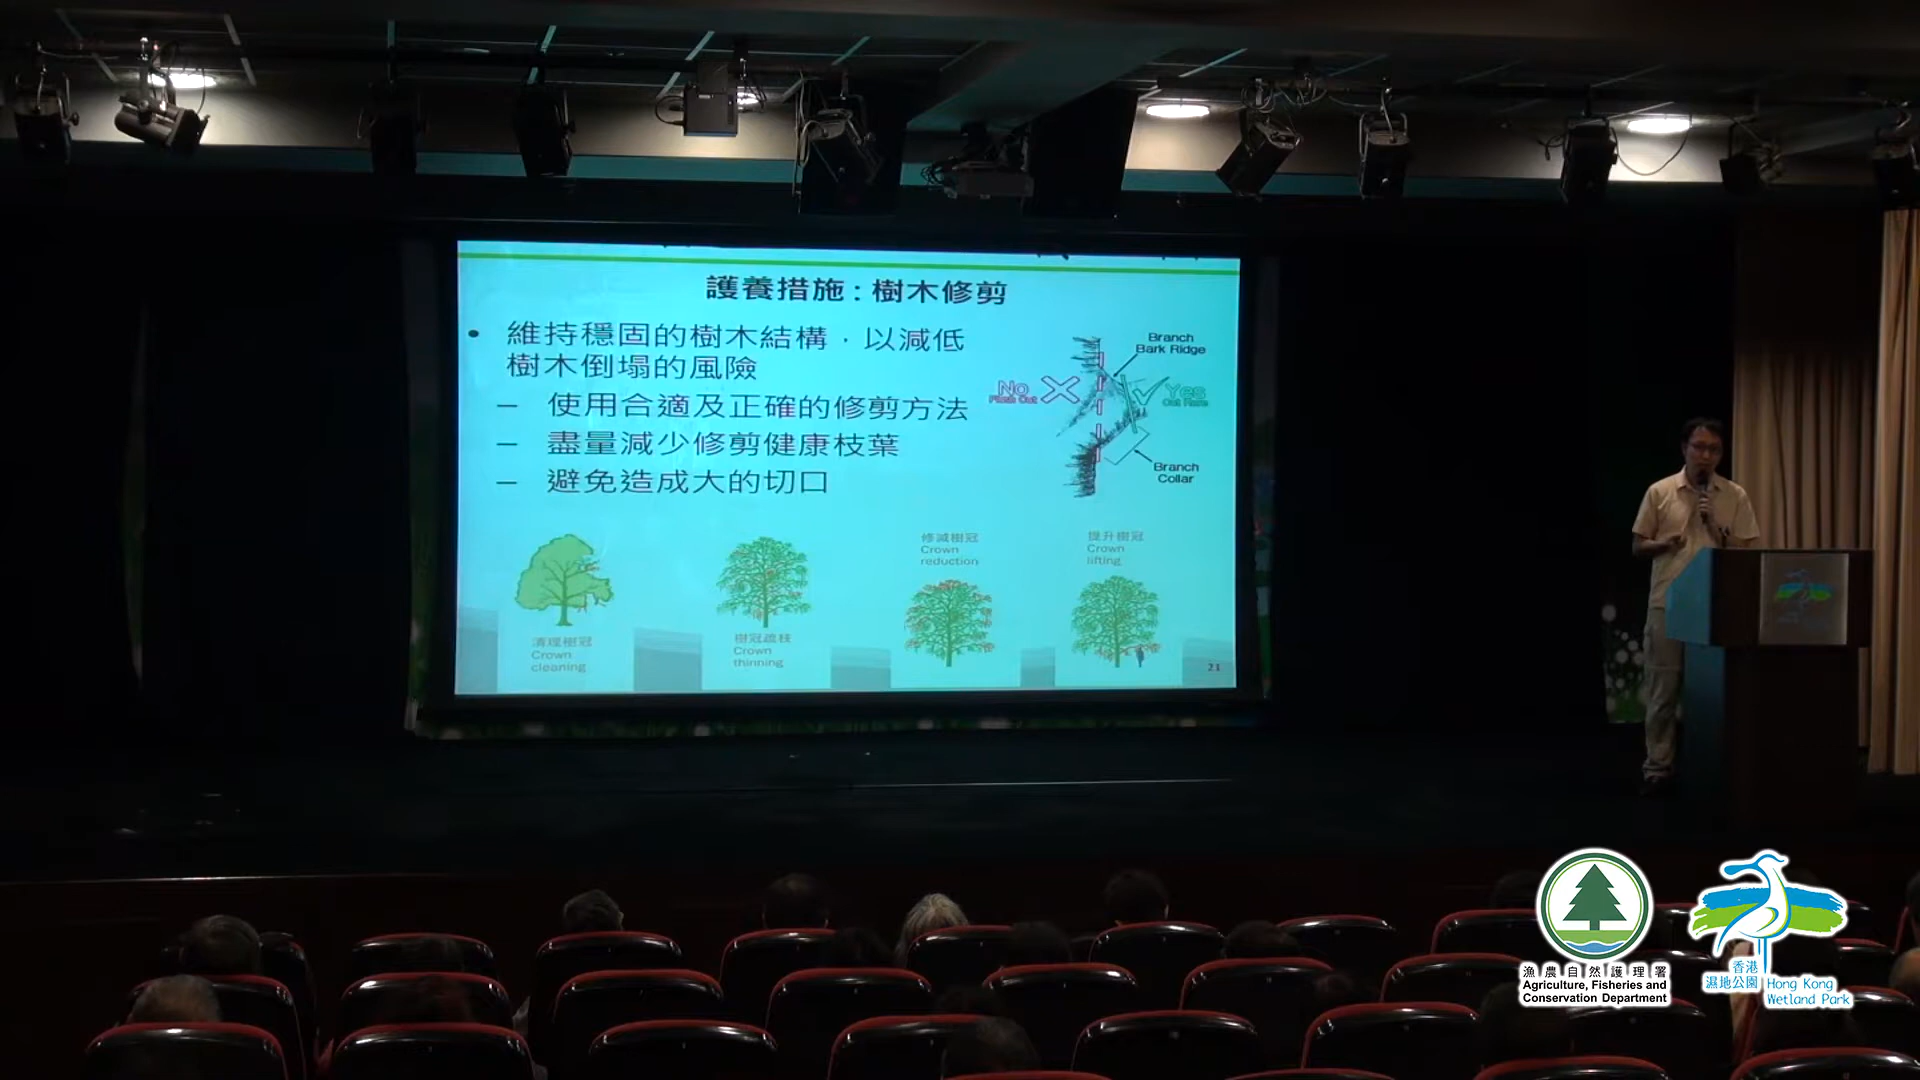 護養措施 : 樹木修剪
• 維持穩固的樹木結構，以減低
樹木倒塌的風險
– 使用合適及正確的修剪方法
– 盡量減少修剪健康枝葉
– 避免造成大的切口
Branch
Bark Ridge
No
Flush Cut
Yes
Cut Here
Branch
Collar
清理樹冠
Crown
cleaning
樹冠疏枝
Crown
thinning
修減樹冠
Crown
reduction
提升樹冠
Crown
lifting
21
漁農自然護理署
Agriculture, Fisheries and
Conservation Department
香港
濕地公園
Hong Kong
Wetland Park